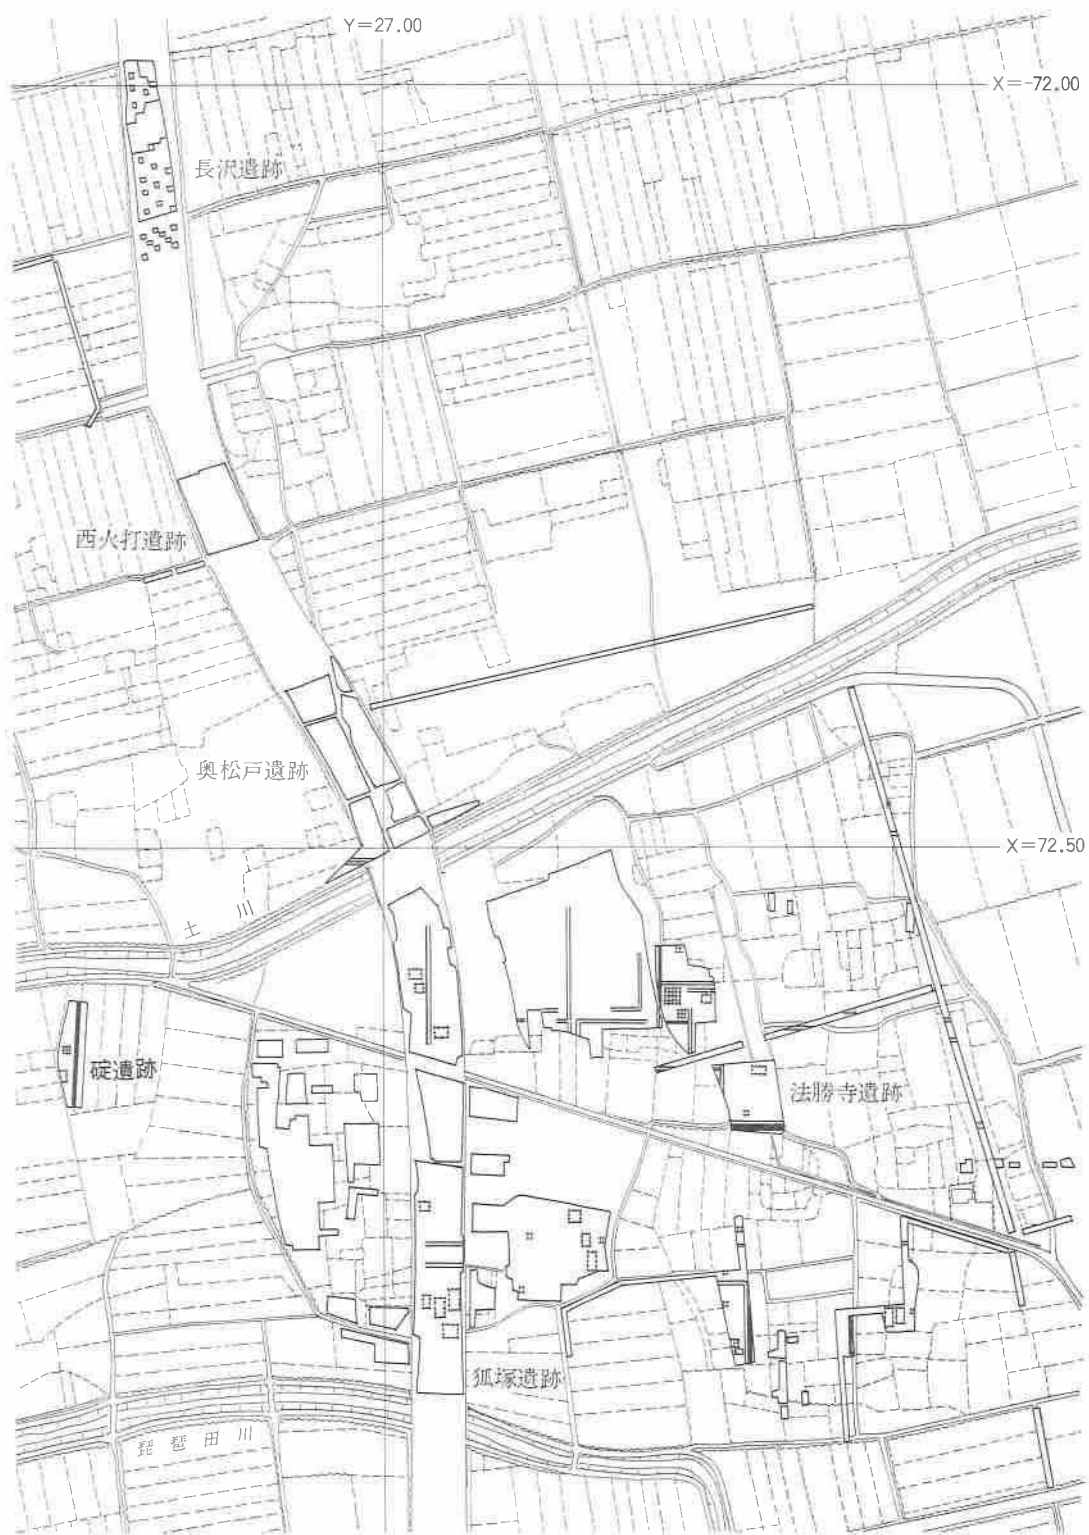 Y=27.00
X=-72.00
長沢遺跡
西火打遺跡
奥松戸遺跡
X=72.50
土川
碇遺跡
法勝寺遺跡
狐塚遺跡
琵琶田川